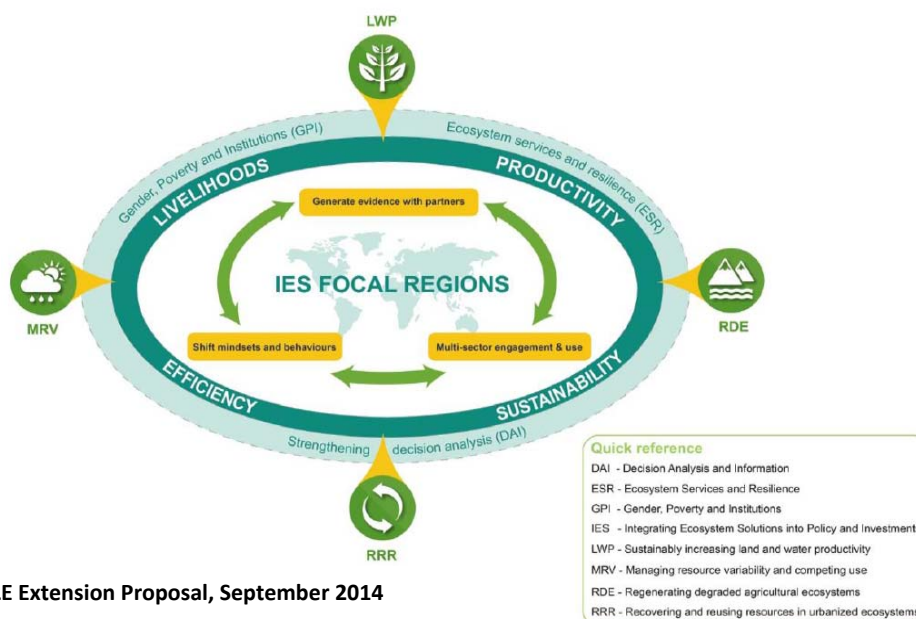 LWP
Gender, Poverty and Institutions (GPI)
Ecosystem services and resilience (ESR)
LIVELIHOODS
PRODUCTIVITY
Generate evidence with partners
IES FOCAL REGIONS
MRV
RDE
Shift mindsets and behaviours
Multi-sector engagement & use
EFFICIENCY
SUSTAINABILITY
Strengthening decision analysis (DAI)
RRR
Quick reference
DAI - Decision Analysis and Information
ESR - Ecosystem Services and Resilience
GPI - Gender, Poverty and Institutions
IES - Integrating Ecosystem Solutions into Policy and Investment
LWP - Sustainably increasing land and water productivity
MRV - Managing resource variability and competing use
RDE - Regenerating degraded agricultural ecosystems
RRR - Recovering and reusing resources in urbanized ecosystems
E Extension Proposal, September 2014